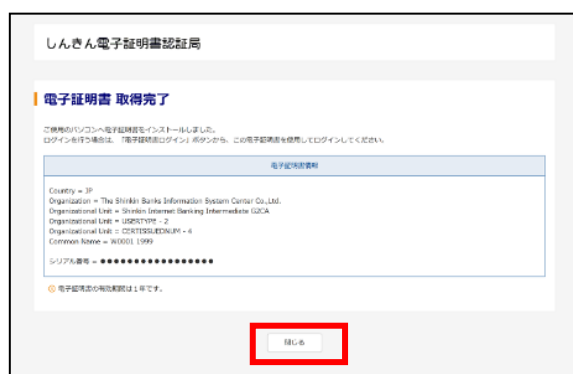 しんきん電子証明書認証局
電子証明書 取得完了
ご使用のパソコンへ電子証明書をインストールしました。
ログインを行う場合は、「電子証明書ログイン」ボタンから、この電子証明書を使用してログインしてください。
電子証明書情報
Country = JP
Organization = The Shinkin Banks Information System Center Co.,Ltd.
Organizational Unit = Shinkin Internet Banking Intermediate G2CA
Organizational Unit = USERTYPE - 2
Organizational Unit = CERTISSUEDNUM - 4
Common Name = W0001 1999
シリアル番号 = ●●●●●●●●●●●●●●●●●
電子証明書の有効期間は1年です。
閉じる